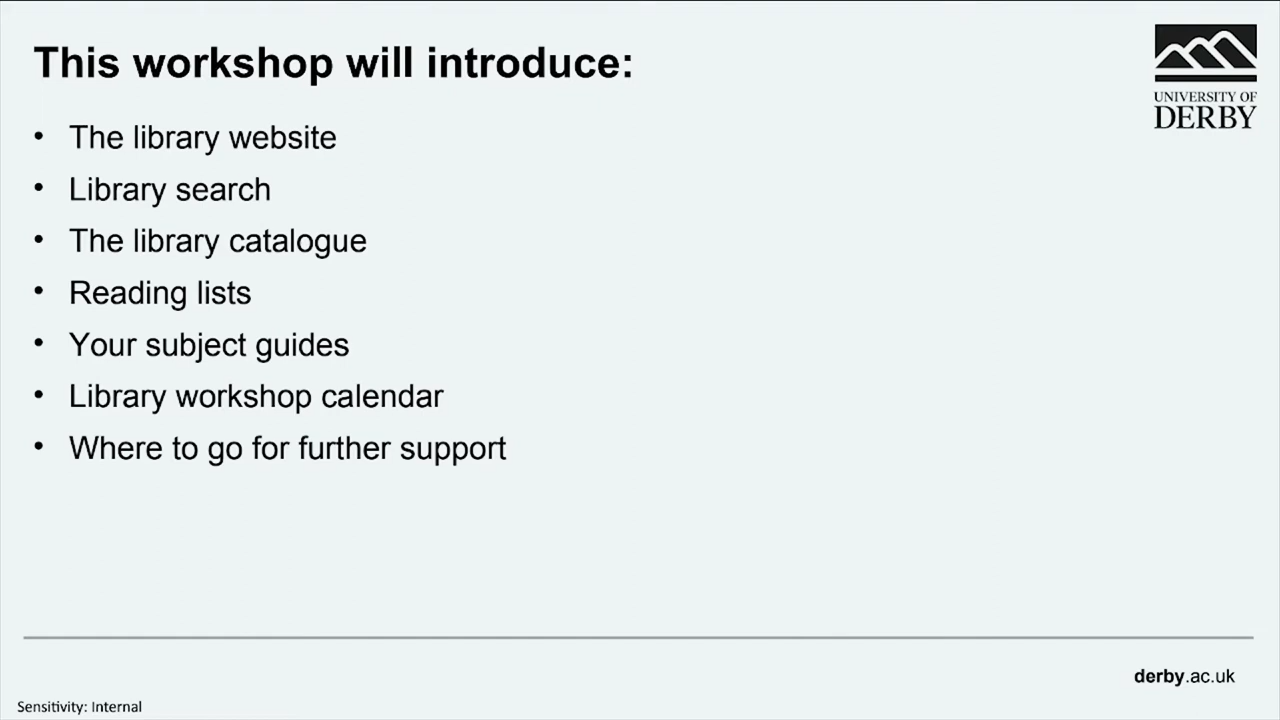 This workshop will introduce:
• The library website
• Library search
• The library catalogue
• Reading lists
• Your subject guides
• Library workshop calendar
• Where to go for further support
UNIVERSITY OF
DERBY
derby.ac.uk
Sensitivity: Internal